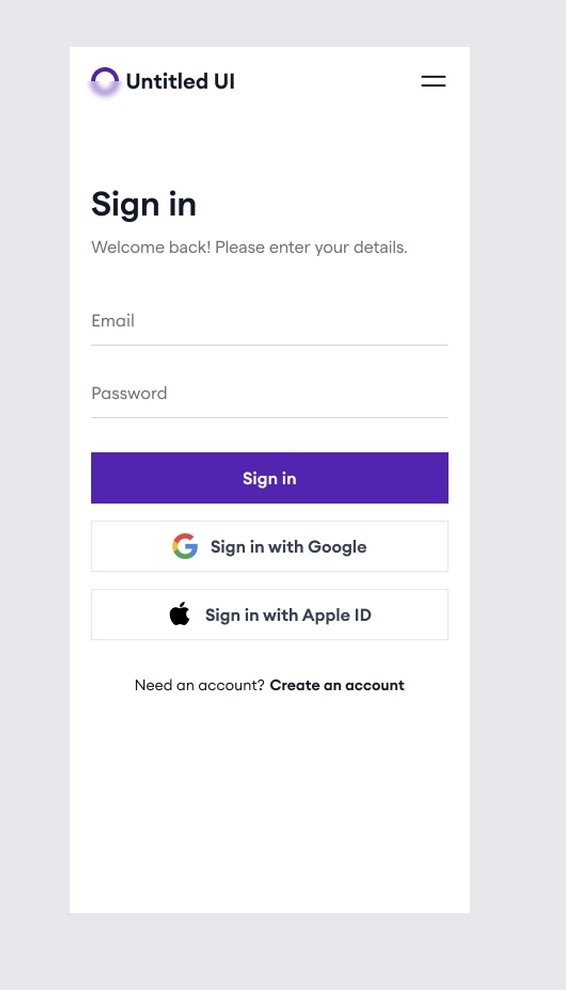 Untitled UI
Sign in
Welcome back! Please enter your details.
Email
Password
Sign in
Sign in with Google
Sign in with Apple ID
Need an account? Create an account